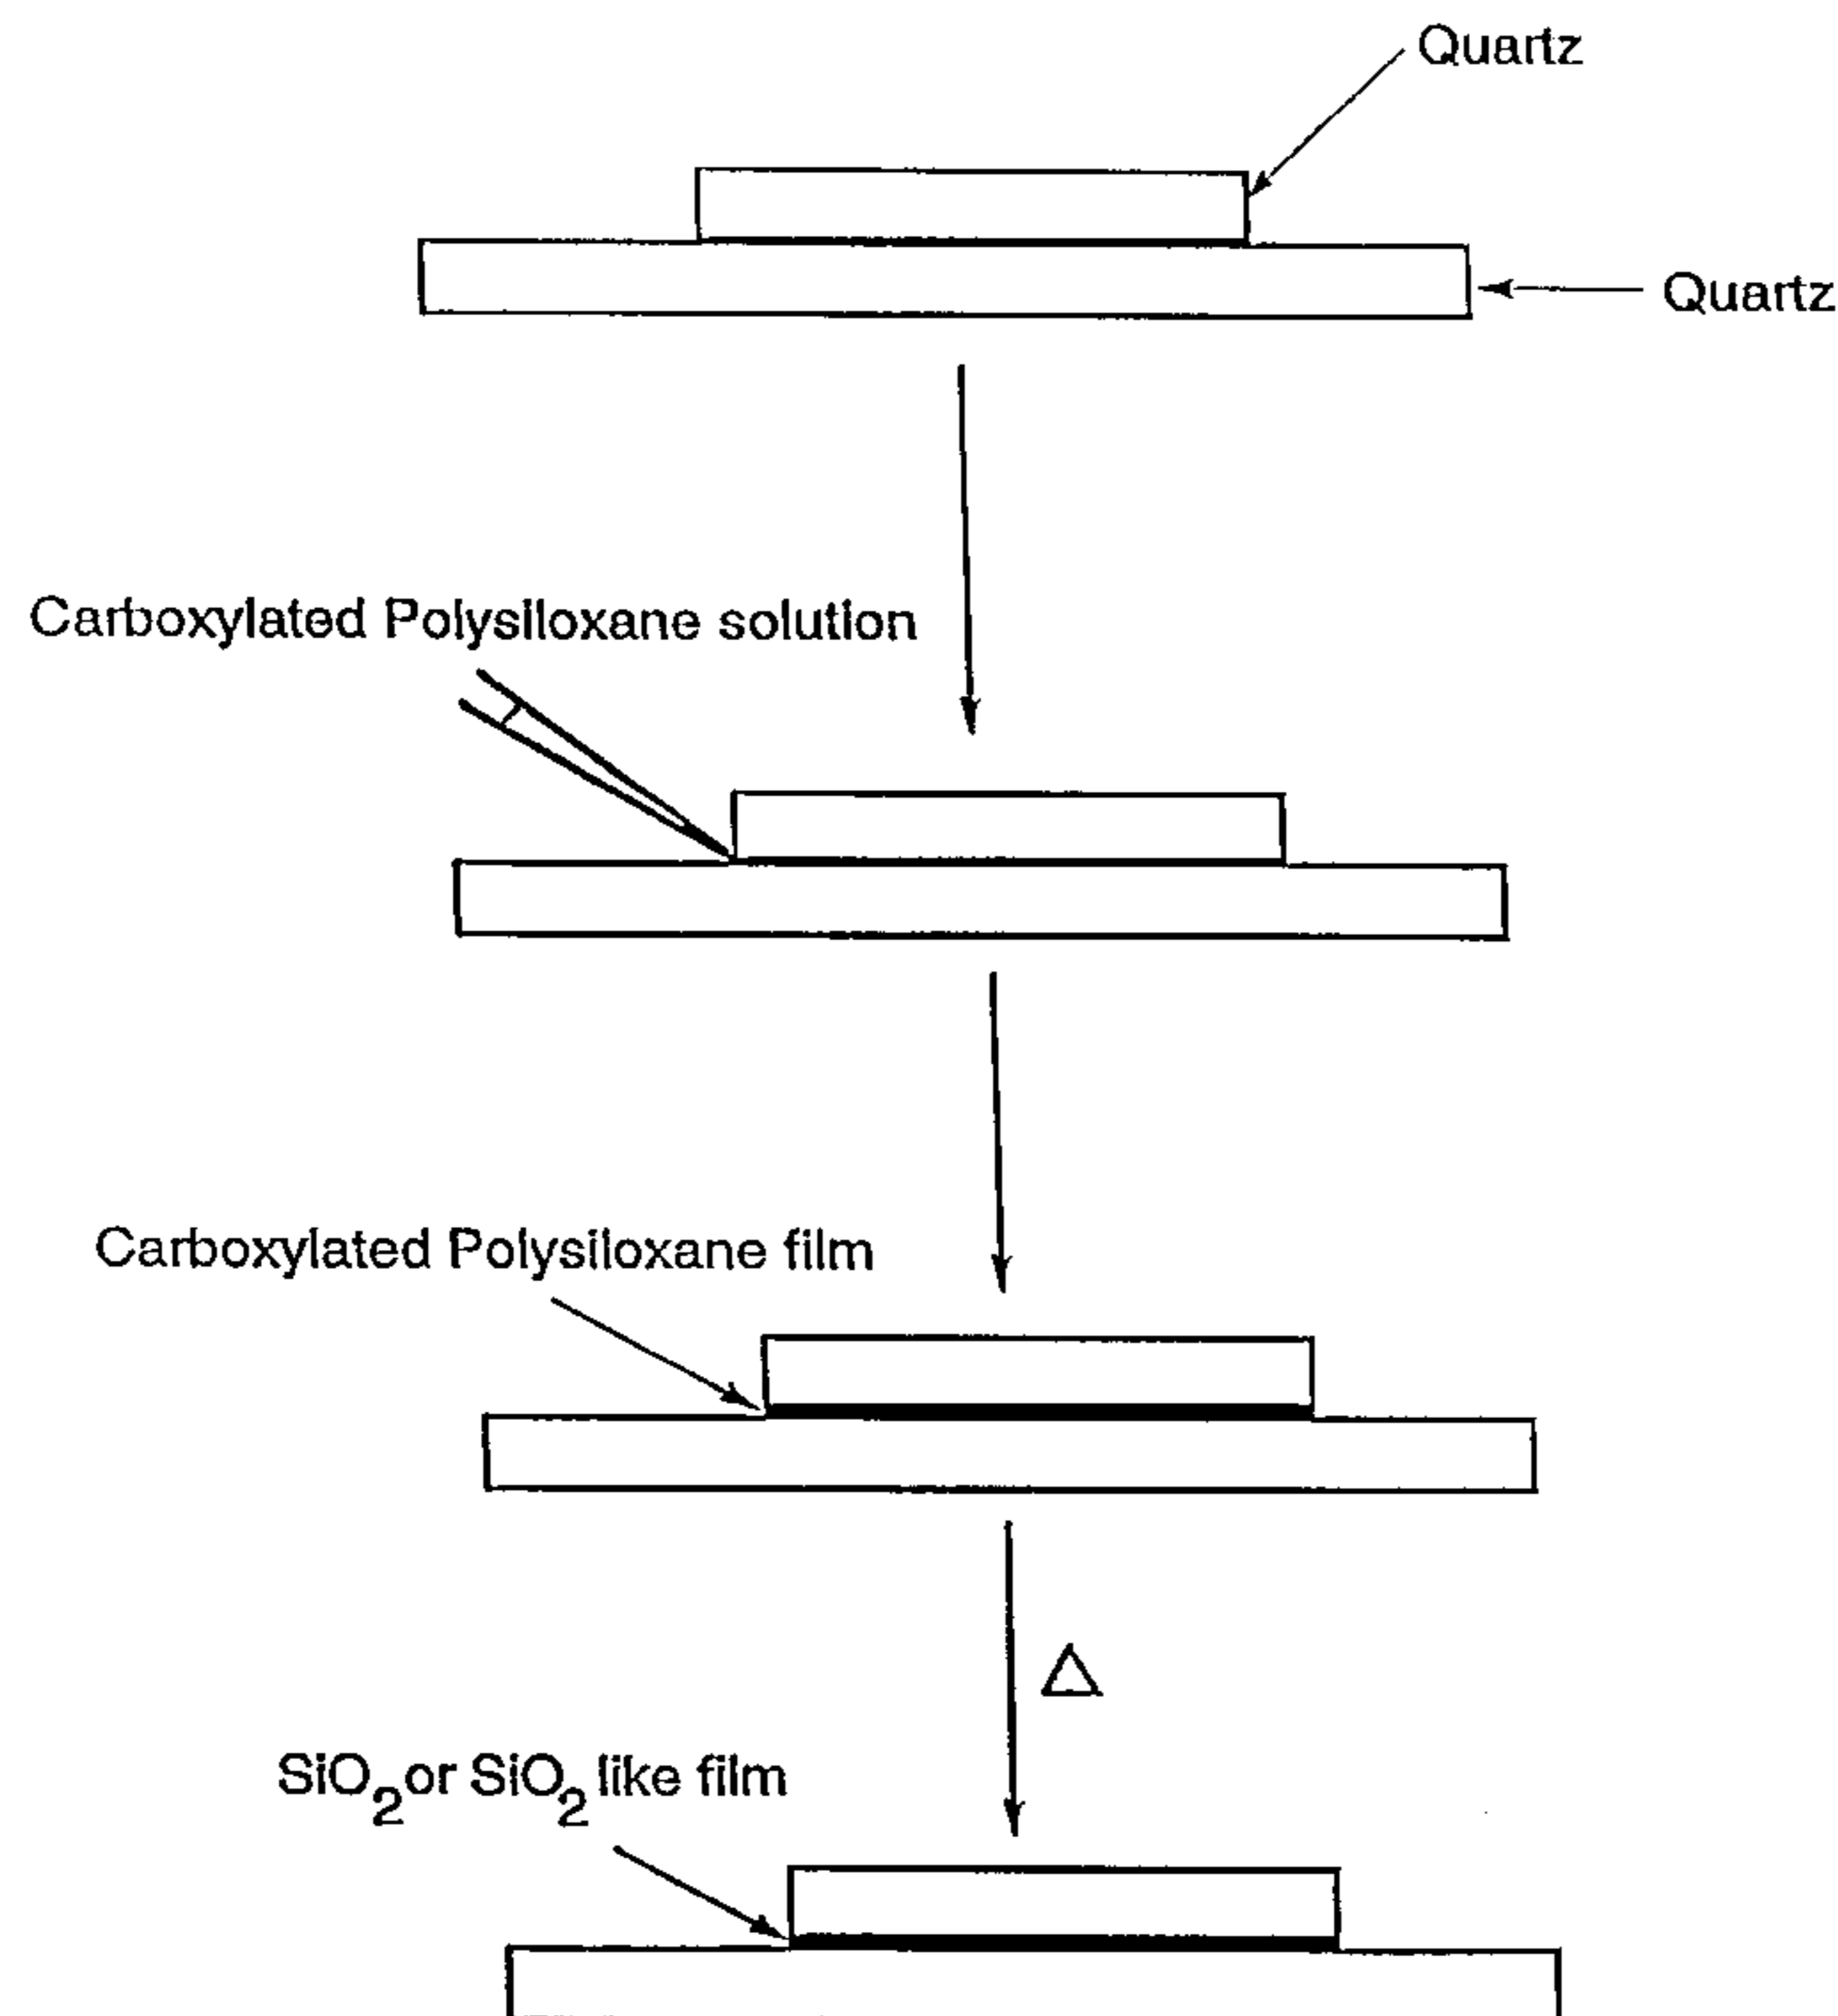 Quartz
Quartz
Carboxylated Polysiloxane solution
Carboxylated Polysiloxane film
Δ
SiO2 or SiO2 like film